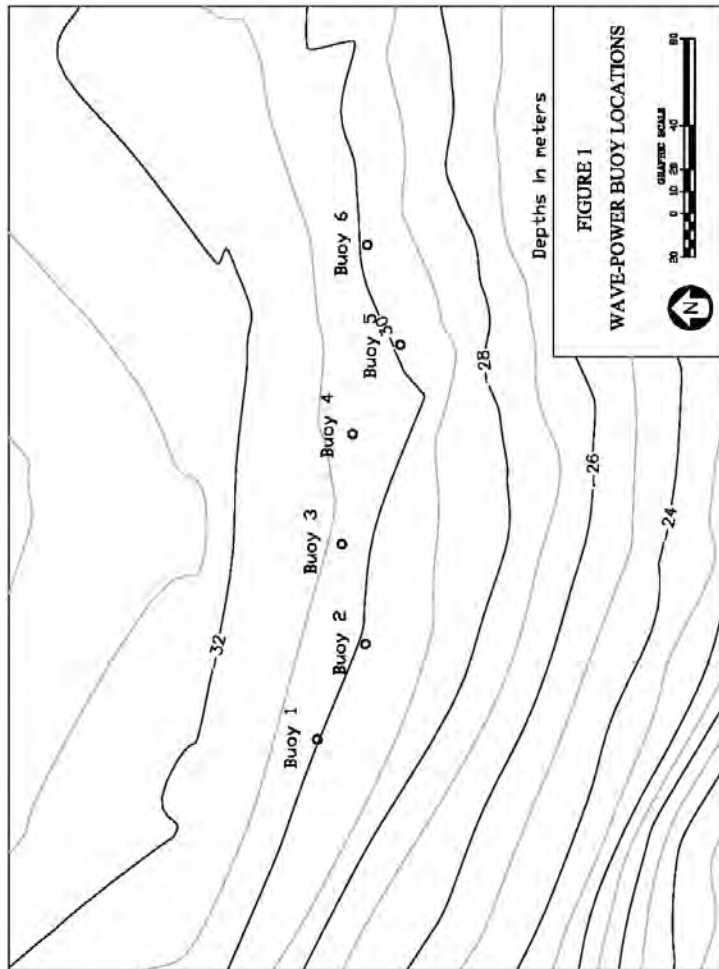 -32
Buoy 1
Buoy 2
Buoy 3
Buoy 4
Buoy 5
Buoy 6
-30
-28
-26
-24
Depths in meters
FIGURE 1
WAVE-POWER BUOY LOCATIONS
N
GRAPHIC SCALE
20 0 10 20 40 80